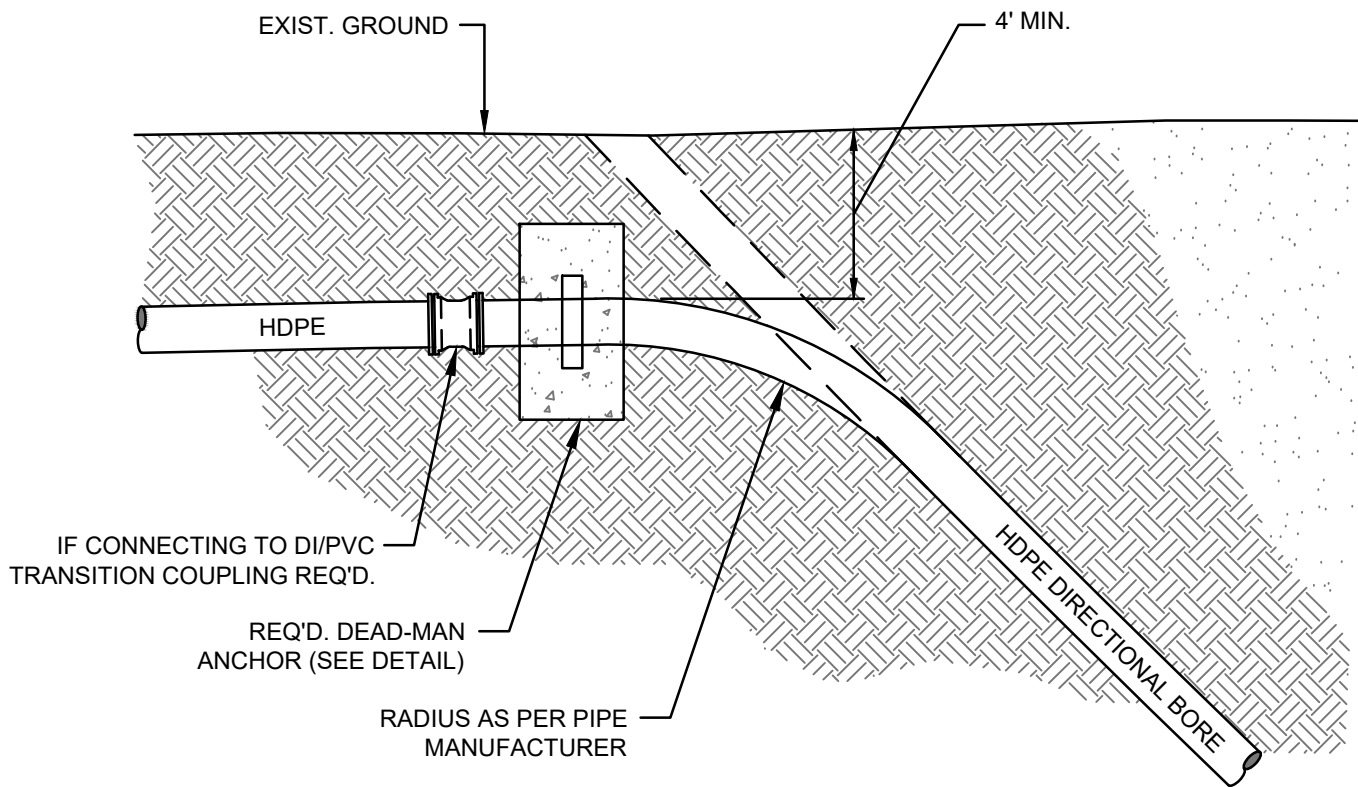 EXIST. GROUND
4' MIN.
HDPE
IF CONNECTING TO DI/PVC
TRANSITION COUPLING REQ'D.
REQ'D. DEAD-MAN
ANCHOR (SEE DETAIL)
RADIUS AS PER PIPE
MANUFACTURER
HDPE DIRECTIONAL BORE